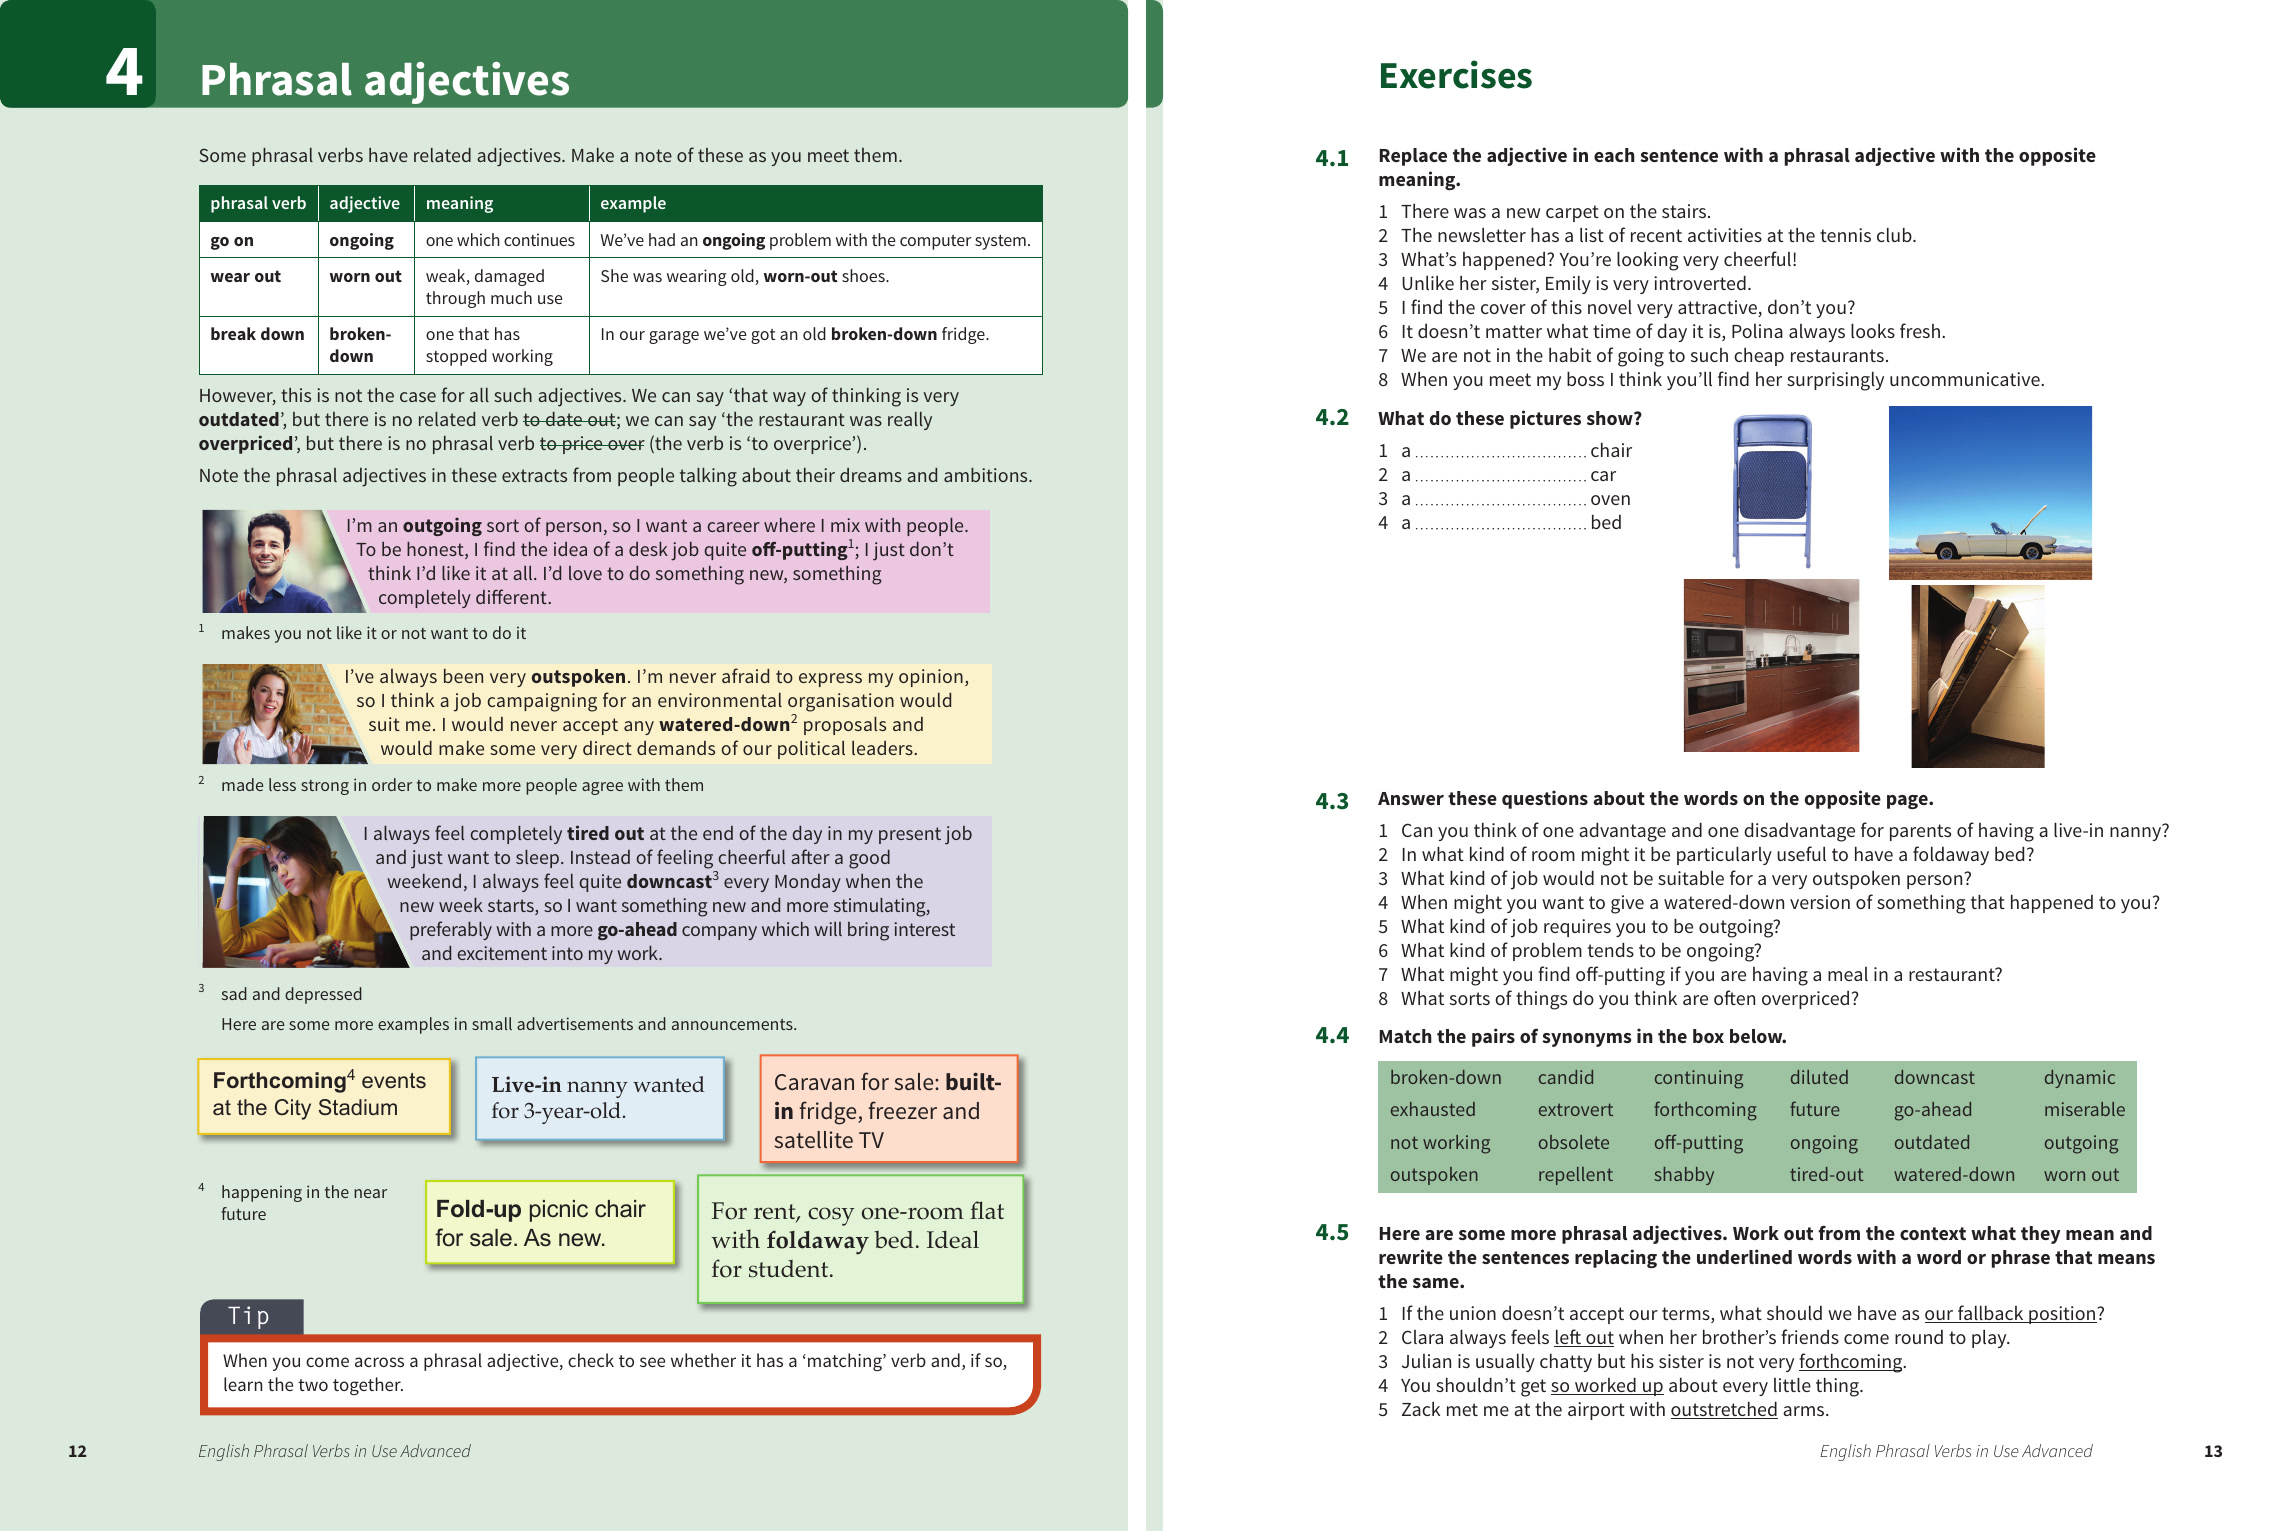 4
Phrasal adjectives
Some phrasal verbs have related adjectives. Make a note of these as you meet them.
phrasal verb adjective meaning example
go on ongoing one which continues We’ve had an ongoing problem with the computer system.
wear out worn out weak, damaged She was wearing old, worn-out shoes.
through much use
break down broken- one that has In our garage we’ve got an old broken-down fridge.
down stopped working
However, this is not the case for all such adjectives. We can say ‘that way of thinking is very
outdated’, but there is no related verb to date out; we can say ‘the restaurant was really
overpriced’, but there is no phrasal verb to price over (the verb is ‘to overprice’).
Note the phrasal adjectives in these extracts from people talking about their dreams and ambitions.
I’m an outgoing sort of person, so I want a career where I mix with people.
To be honest, I find the idea of a desk job quite off-putting1; I just don’t
think I’d like it at all. I’d love to do something new, something
completely different.
1 makes you not like it or not want to do it
I’ve always been very outspoken. I’m never afraid to express my opinion,
so I think a job campaigning for an environmental organisation would
suit me. I would never accept any watered-down2 proposals and
would make some very direct demands of our political leaders.
2 made less strong in order to make more people agree with them
I always feel completely tired out at the end of the day in my present job
and just want to sleep. Instead of feeling cheerful after a good
weekend, I always feel quite downcast3 every Monday when the
new week starts, so I want something new and more stimulating,
preferably with a more go-ahead company which will bring interest
and excitement into my work.
3 sad and depressed
Here are some more examples in small advertisements and announcements.
Forthcoming4 events
at the City Stadium
Live-in nanny wanted
for 3-year-old.
Caravan for sale: built-
in fridge, freezer and
satellite TV
4 happening in the near
future
Fold-up picnic chair
for sale. As new.
For rent, cosy one-room flat
with foldaway bed. Ideal
for student.
Tip
When you come across a phrasal adjective, check to see whether it has a ‘matching’ verb and, if so,
learn the two together.
12 English Phrasal Verbs in Use Advanced
Exercises
4.1 Replace the adjective in each sentence with a phrasal adjective with the opposite
meaning.
1 There was a new carpet on the stairs.
2 The newsletter has a list of recent activities at the tennis club.
3 What’s happened? You’re looking very cheerful!
4 Unlike her sister, Emily is very introverted.
5 I find the cover of this novel very attractive, don’t you?
6 It doesn’t matter what time of day it is, Polina always looks fresh.
7 We are not in the habit of going to such cheap restaurants.
8 When you meet my boss I think you’ll find her surprisingly uncommunicative.
4.2 What do these pictures show?
1 a .................................. chair
2 a .................................. car
3 a .................................. oven
4 a .................................. bed
4.3 Answer these questions about the words on the opposite page.
1 Can you think of one advantage and one disadvantage for parents of having a live-in nanny?
2 In what kind of room might it be particularly useful to have a foldaway bed?
3 What kind of job would not be suitable for a very outspoken person?
4 When might you want to give a watered-down version of something that happened to you?
5 What kind of job requires you to be outgoing?
6 What kind of problem tends to be ongoing?
7 What might you find off-putting if you are having a meal in a restaurant?
8 What sorts of things do you think are often overpriced?
4.4 Match the pairs of synonyms in the box below.
broken-down candid continuing diluted downcast dynamic
exhausted extrovert forthcoming future go-ahead miserable
not working obsolete off-putting ongoing outdated outgoing
outspoken repellent shabby tired-out watered-down worn out
4.5 Here are some more phrasal adjectives. Work out from the context what they mean and
rewrite the sentences replacing the underlined words with a word or phrase that means
the same.
1 If the union doesn’t accept our terms, what should we have as our fallback position?
2 Clara always feels left out when her brother’s friends come round to play.
3 Julian is usually chatty but his sister is not very forthcoming.
4 You shouldn’t get so worked up about every little thing.
5 Zack met me at the airport with outstretched arms.
English Phrasal Verbs in Use Advanced 13